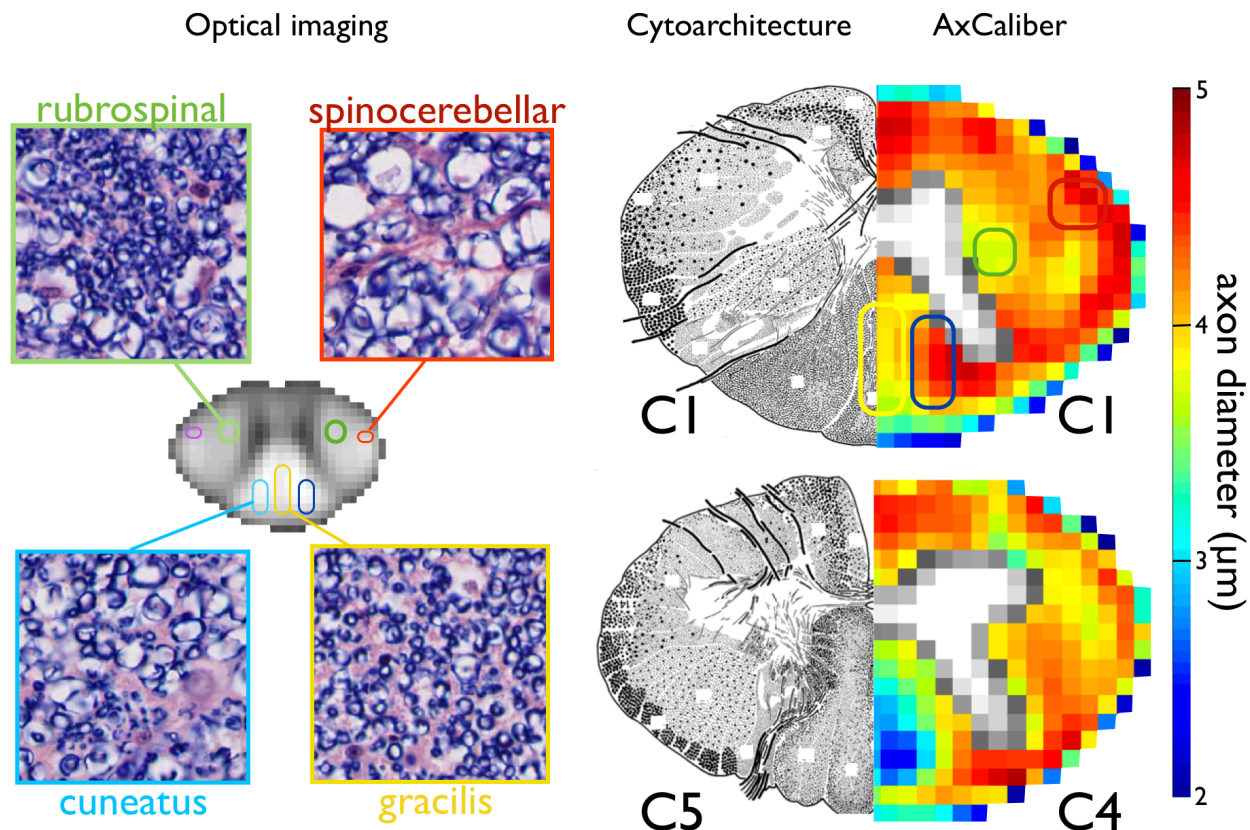 Optical imaging
Cytoarchitecture
AxCaliber
rubrospinal
spinocerebellar
5
4
3
2
axon diameter (µm)
C1
C1
cuneatus
gracilis
C5
C4